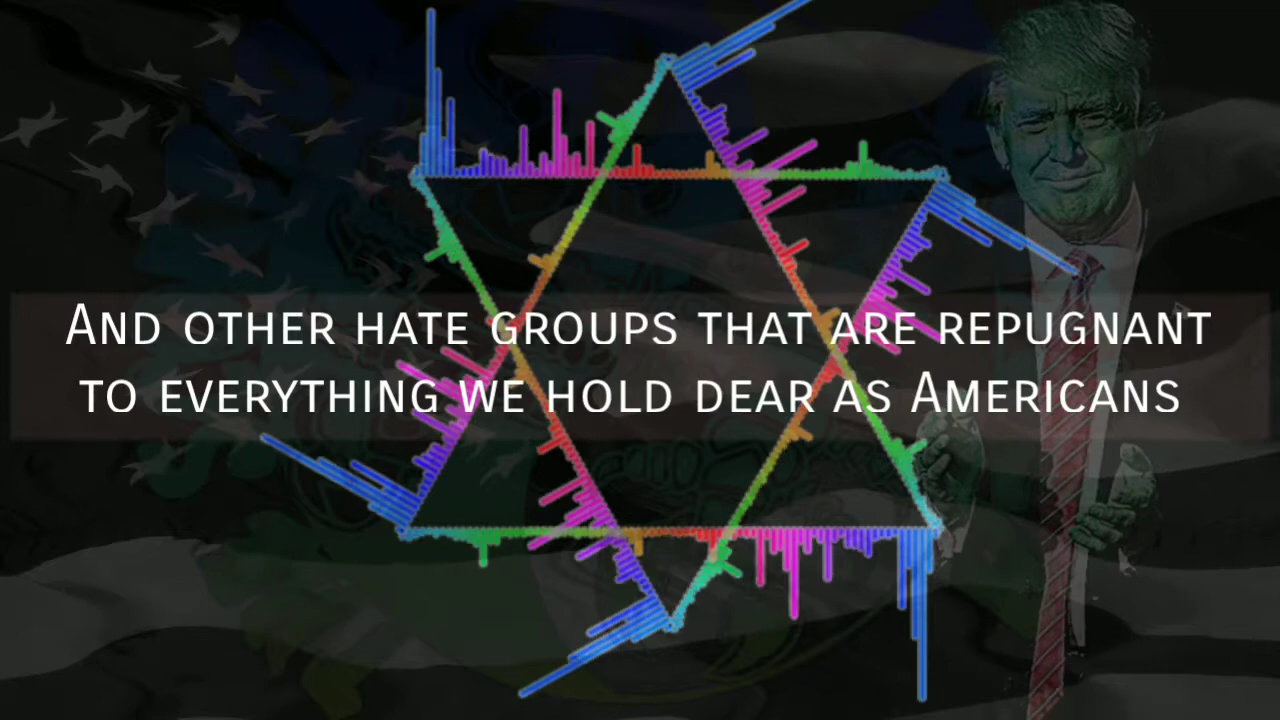 And other hate groups that are repugnant
to everything we hold dear as Americans